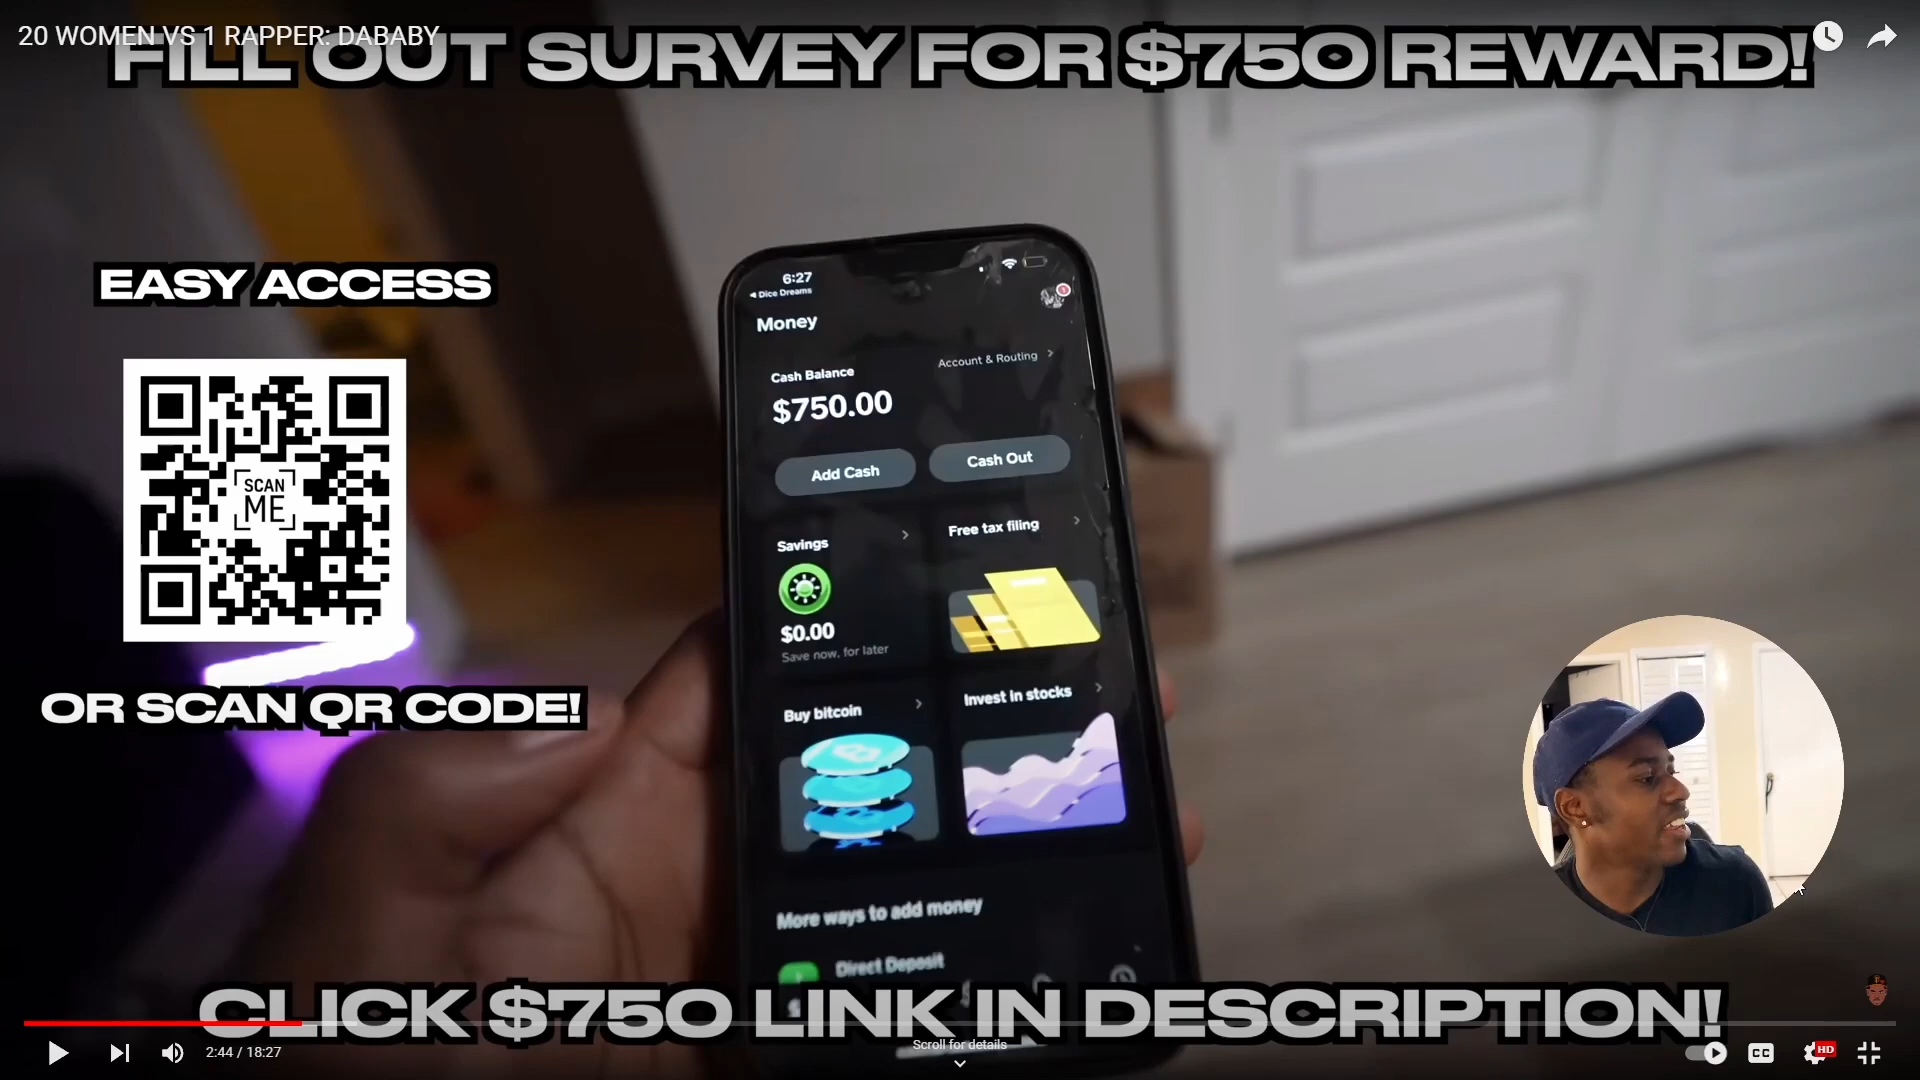 20 WOMEN VS 1 RAPPER: DABABY
FILL OUT SURVEY FOR $750 REWARD!
EASY ACCESS
SCAN
ME
OR SCAN QR CODE!
6:27
Dice Dreams
Money
Account & Routing
Cash Balance
$750.00
Add Cash
Cash Out
Savings
$0.00
Save now, for later
Free tax filing
Buy bitcoin
Invest in stocks
More ways to add money
Direct Deposit
CLICK $750 LINK IN DESCRIPTION!
2:44 / 18:27
Scroll for details
CC
HD